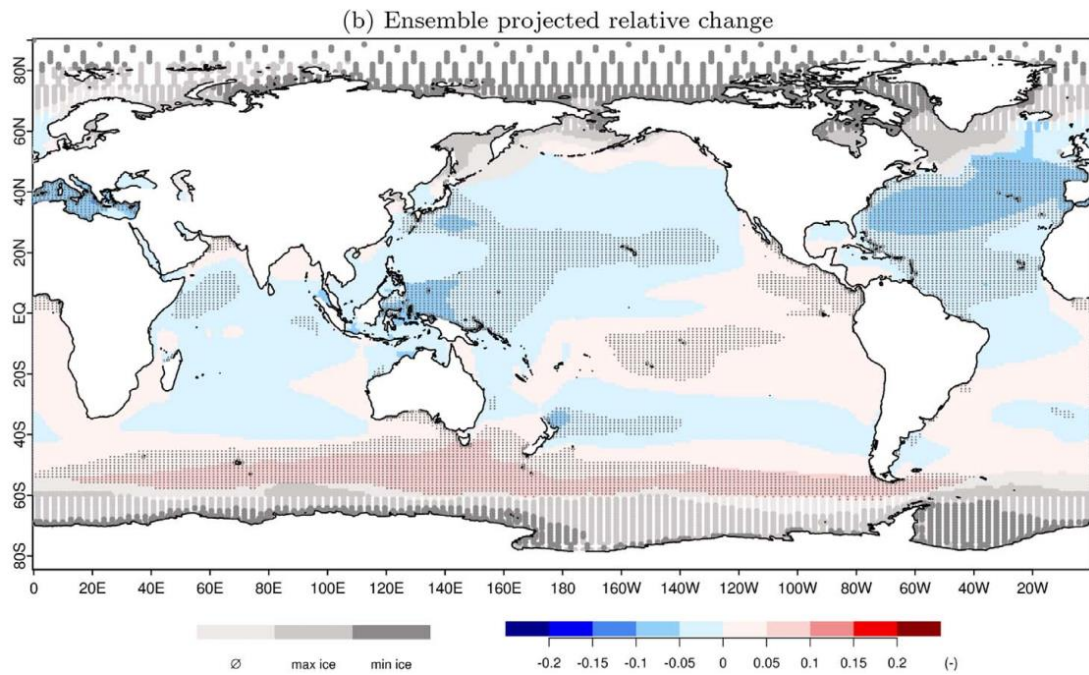 (b) Ensemble projected relative change
80N
60N
40N
20N
EQ
20S
40S
60S
80S
0 20E 40E 60E 80E 100E 120E 140E 160E 180 160W 140W 120W 100W 80W 60W 40W 20W
∅ max ice min ice
-0.2 -0.15 -0.1 -0.05 0 0.05 0.1 0.15 0.2 (-)